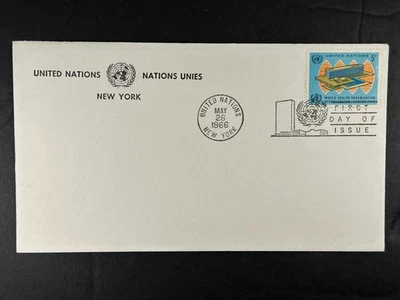 UNITED NATIONS NATIONS UNIES
NEW YORK
UNITED NATIONS
MAY
26
1966
NEW YORK
UNITED NATIONS 5c
WORLD HEALTH ORGANIZATION
FIRST
DAY OF
ISSUE